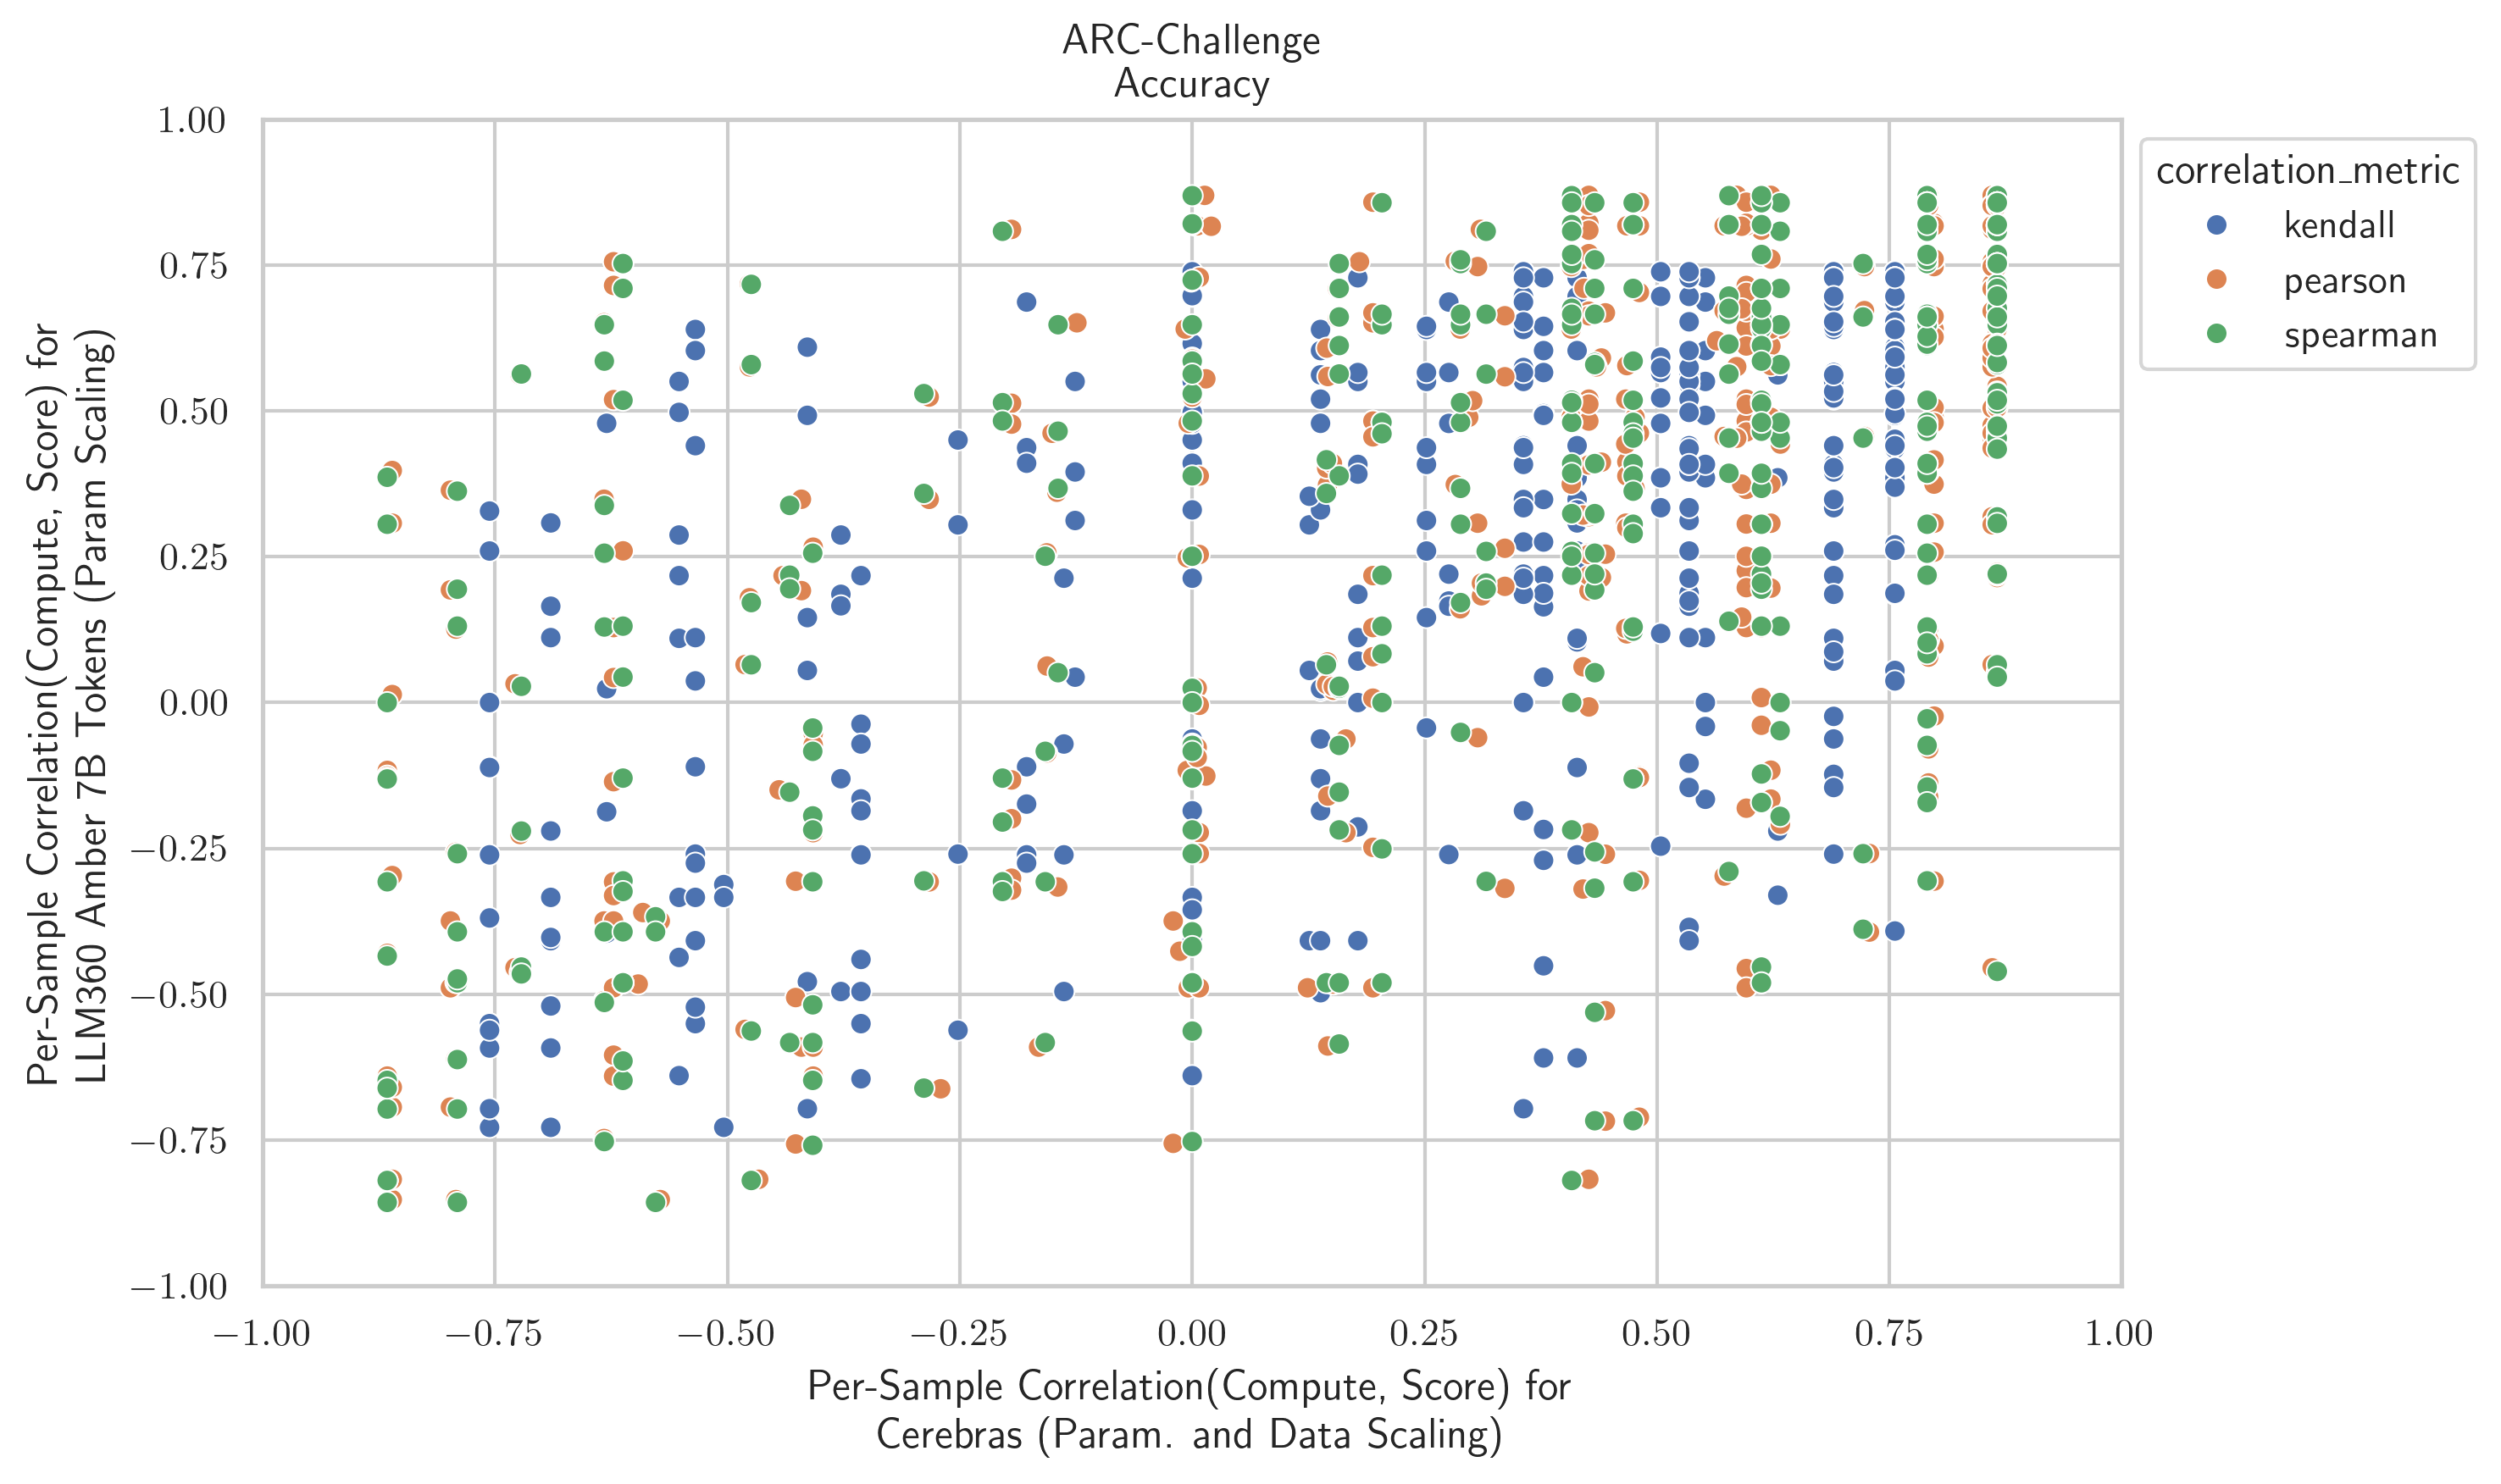 ARC-Challenge
Accuracy
1.00
0.75
0.50
0.25
0.00
−0.25
−0.50
−0.75
−1.00
Per-Sample Correlation(Compute, Score) for
LLM360 Amber 7B Tokens (Param Scaling)
correlation_metric
kendall
pearson
spearman
−1.00 −0.75 −0.50 −0.25 0.00 0.25 0.50 0.75 1.00
Per-Sample Correlation(Compute, Score) for
Cerebras (Param. and Data Scaling)